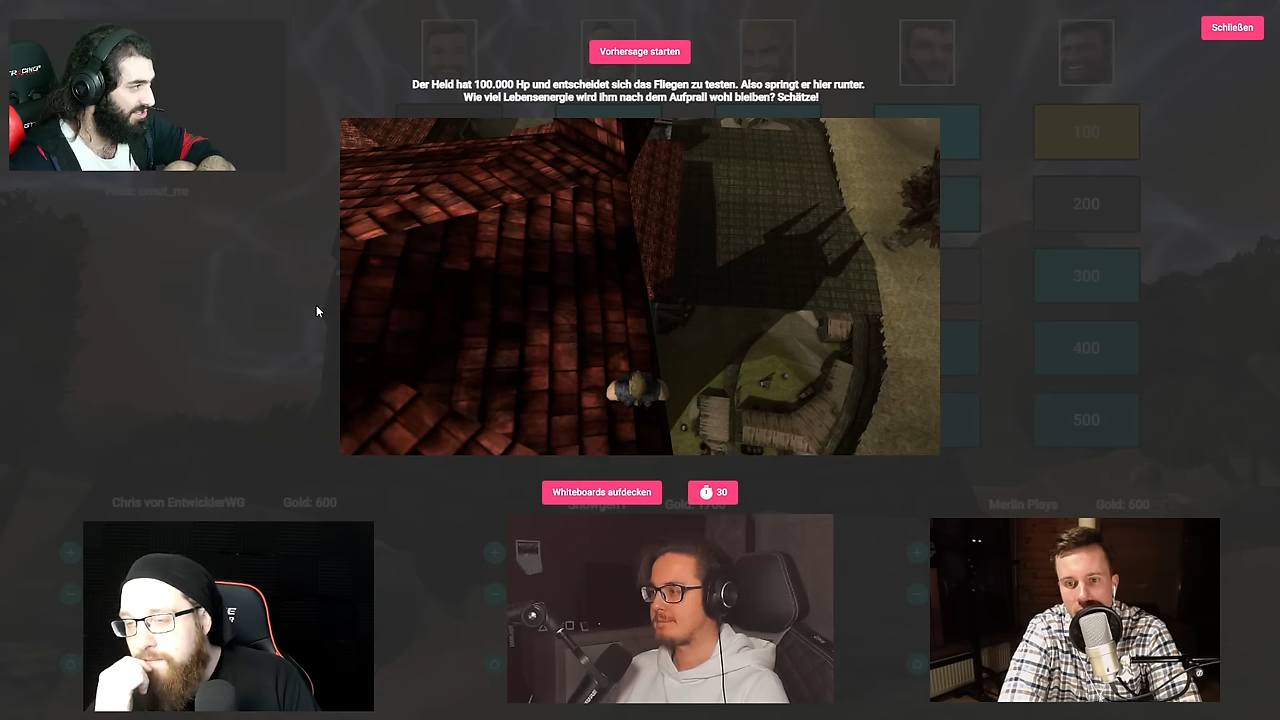 Schließen
Vorhersage starten
Der Held hat 100.000 Hp und entscheidet sich das Fliegen zu testen. Also springt er hier runter.
Wie viel Lebensenergie wird ihm nach dem Aufprall wohl bleiben? Schätze!
100
200
300
400
500
Whiteboards aufdecken
30
Chris von EntwicklerWG
Gold: 600
Gold: 1700
Merlin Plays
Gold: 600